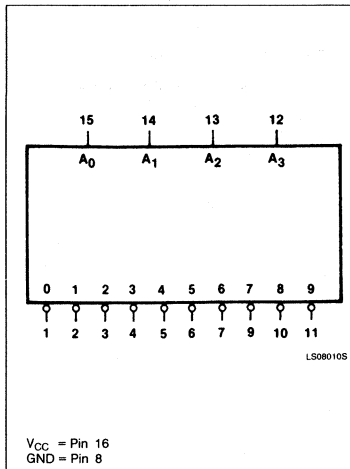 15 14 13 12
A0 A1 A2 A3
0 1 2 3 4 5 6 7 8 9
1 2 3 4 5 6 7 9 10 11
LS08010S
VCC = Pin 16
GND = Pin 8